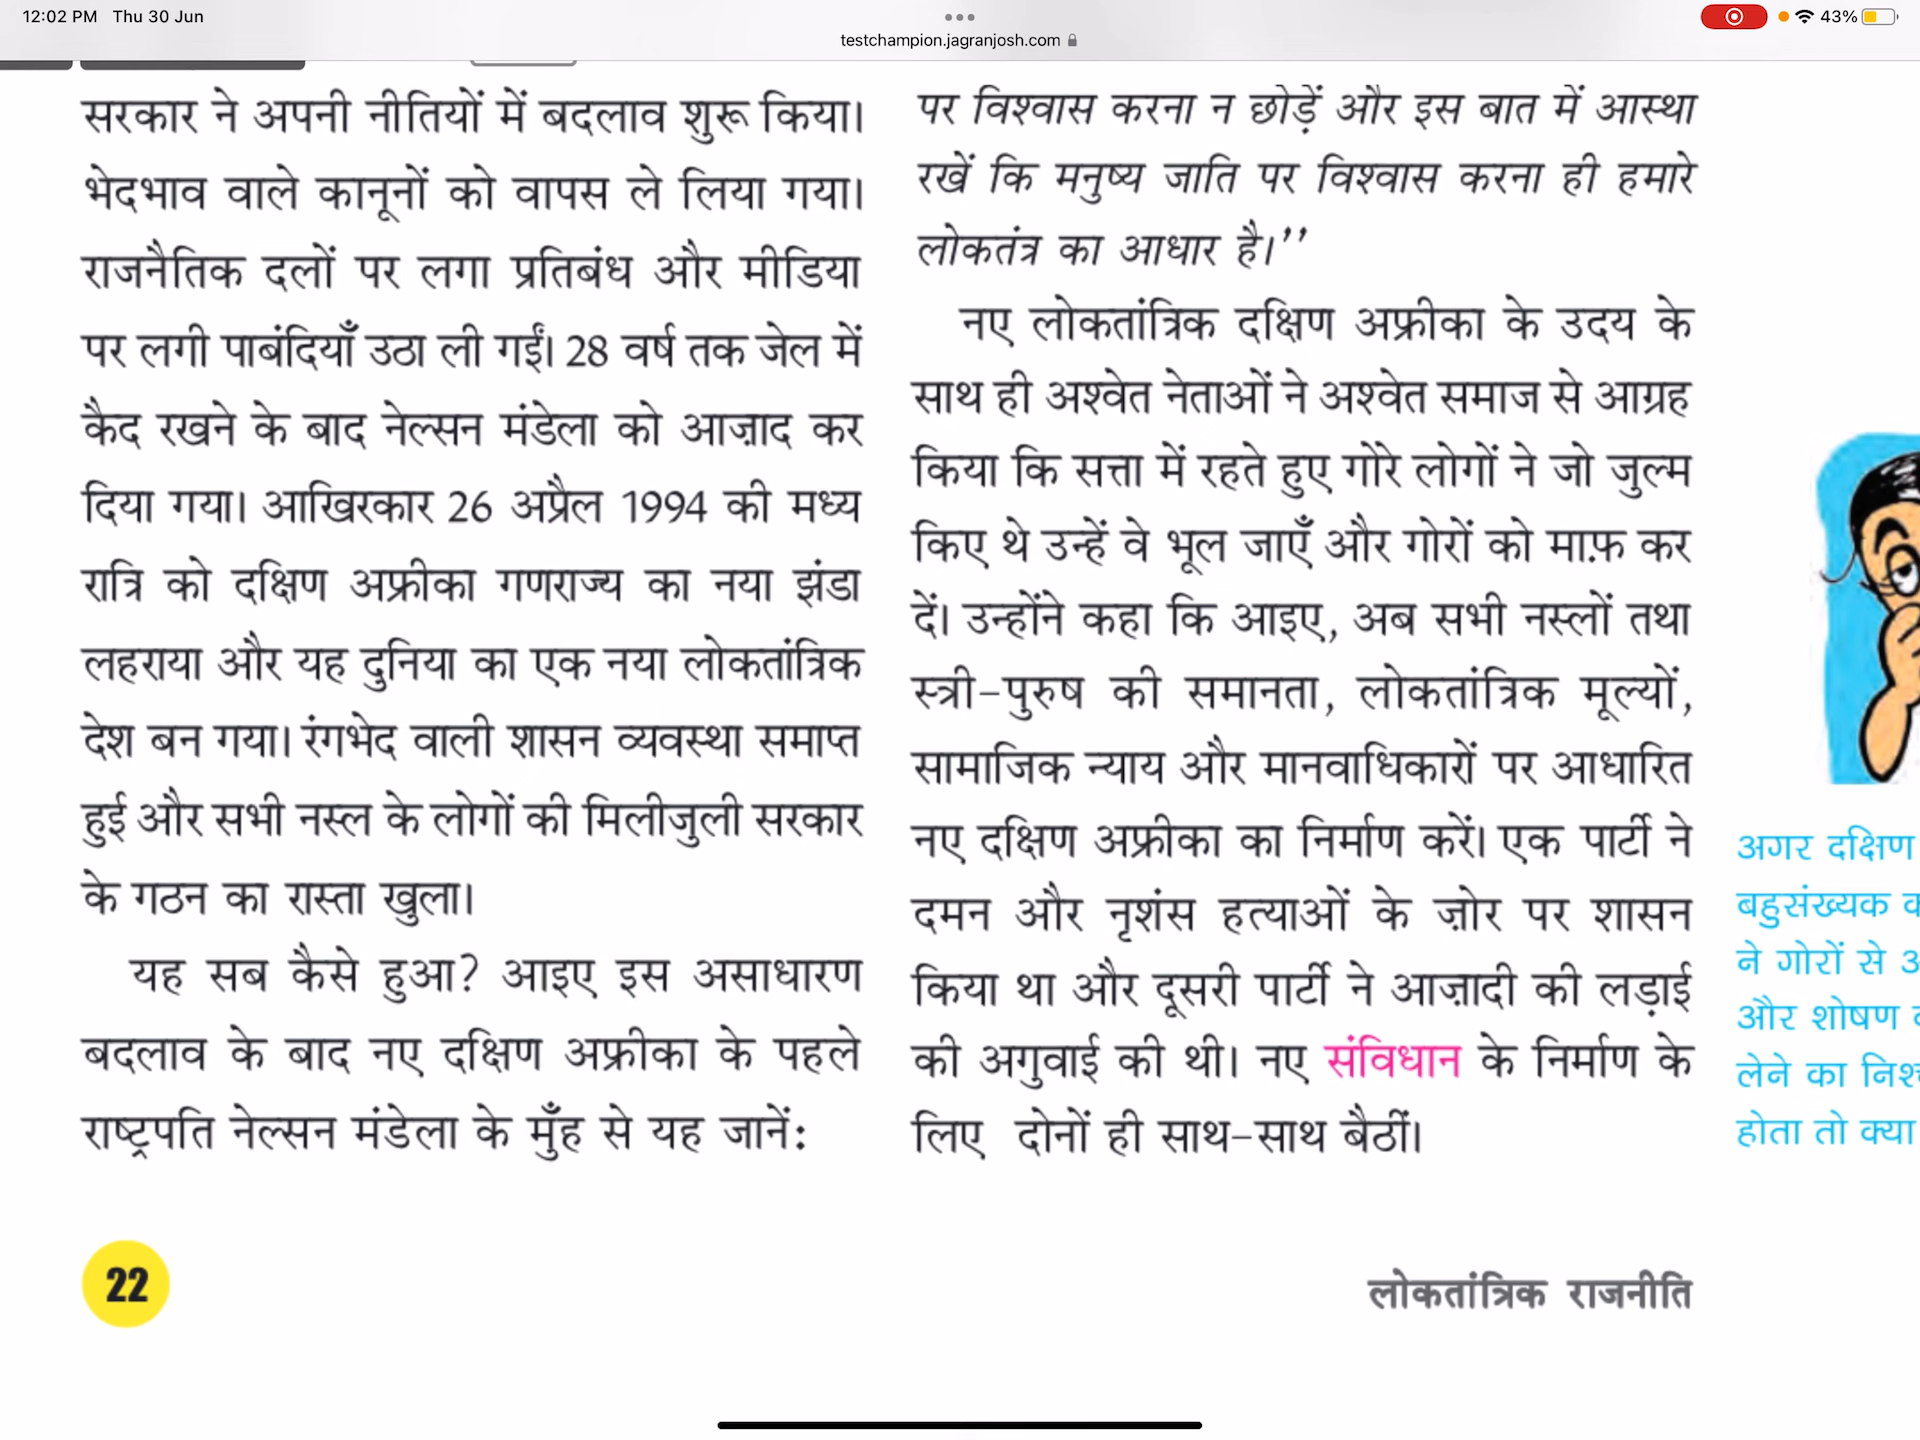 12:02 PM Thu 30 Jun
testchampion.jagranjosh.com
43%
सरकार ने अपनी नीतियों में बदलाव शुरू किया।
भेदभाव वाले कानूनों को वापस ले लिया गया।
राजनैतिक दलों पर लगा प्रतिबंध और मीडिया
पर लगी पाबंदियाँ उठा ली गईं। 28 वर्ष तक जेल में
कैद रखने के बाद नेल्सन मंडेला को आज़ाद कर
दिया गया। आखिरकार 26 अप्रैल 1994 की मध्य
रात्रि को दक्षिण अफ्रीका गणराज्य का नया झंडा
लहराया और यह दुनिया का एक नया लोकतांत्रिक
देश बन गया। रंगभेद वाली शासन व्यवस्था समाप्त
हुई और सभी नस्ल के लोगों की मिलीजुली सरकार
के गठन का रास्ता खुला।
यह सब कैसे हुआ? आइए इस असाधारण
बदलाव के बाद नए दक्षिण अफ्रीका के पहले
राष्ट्रपति नेल्सन मंडेला के मुँह से यह जानें:
पर विश्वास करना न छोड़ें और इस बात में आस्था
रखें कि मनुष्य जाति पर विश्वास करना ही हमारे
लोकतंत्र का आधार है।”
नए लोकतांत्रिक दक्षिण अफ्रीका के उदय के
साथ ही अश्वेत नेताओं ने अश्वेत समाज से आग्रह
किया कि सत्ता में रहते हुए गोरे लोगों ने जो जुल्म
किए थे उन्हें वे भूल जाएँ और गोरों को माफ़ कर
दें। उन्होंने कहा कि आइए, अब सभी नस्लों तथा
स्त्री-पुरुष की समानता, लोकतांत्रिक मूल्यों,
सामाजिक न्याय और मानवाधिकारों पर आधारित
नए दक्षिण अफ्रीका का निर्माण करें। एक पार्टी ने
दमन और नृशंस हत्याओं के ज़ोर पर शासन
किया था और दूसरी पार्टी ने आज़ादी की लड़ाई
की अगुवाई की थी। नए संविधान के निर्माण के
लिए दोनों ही साथ-साथ बैठीं।
अगर दक्षिण
बहुसंख्यक
ने गोरों से
और शोषण
लेने का
होता तो क्या
22
लोकतांत्रिक राजनीति